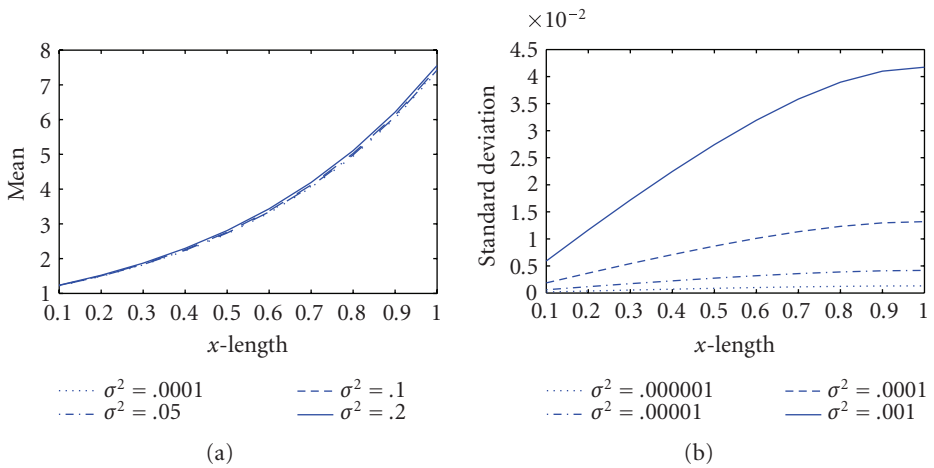 8
7
6
5
4
3
2
1
Mean
0.1 0.2 0.3 0.4 0.5 0.6 0.7 0.8 0.9 1
x-length
σ² = .0001
σ² = .05
σ² = .1
σ² = .2
(a)
×10⁻²
4.5
4
3.5
3
2.5
2
1.5
1
0.5
0
Standard deviation
0.1 0.2 0.3 0.4 0.5 0.6 0.7 0.8 0.9 1
x-length
σ² = .000001
σ² = .00001
σ² = .0001
σ² = .001
(b)